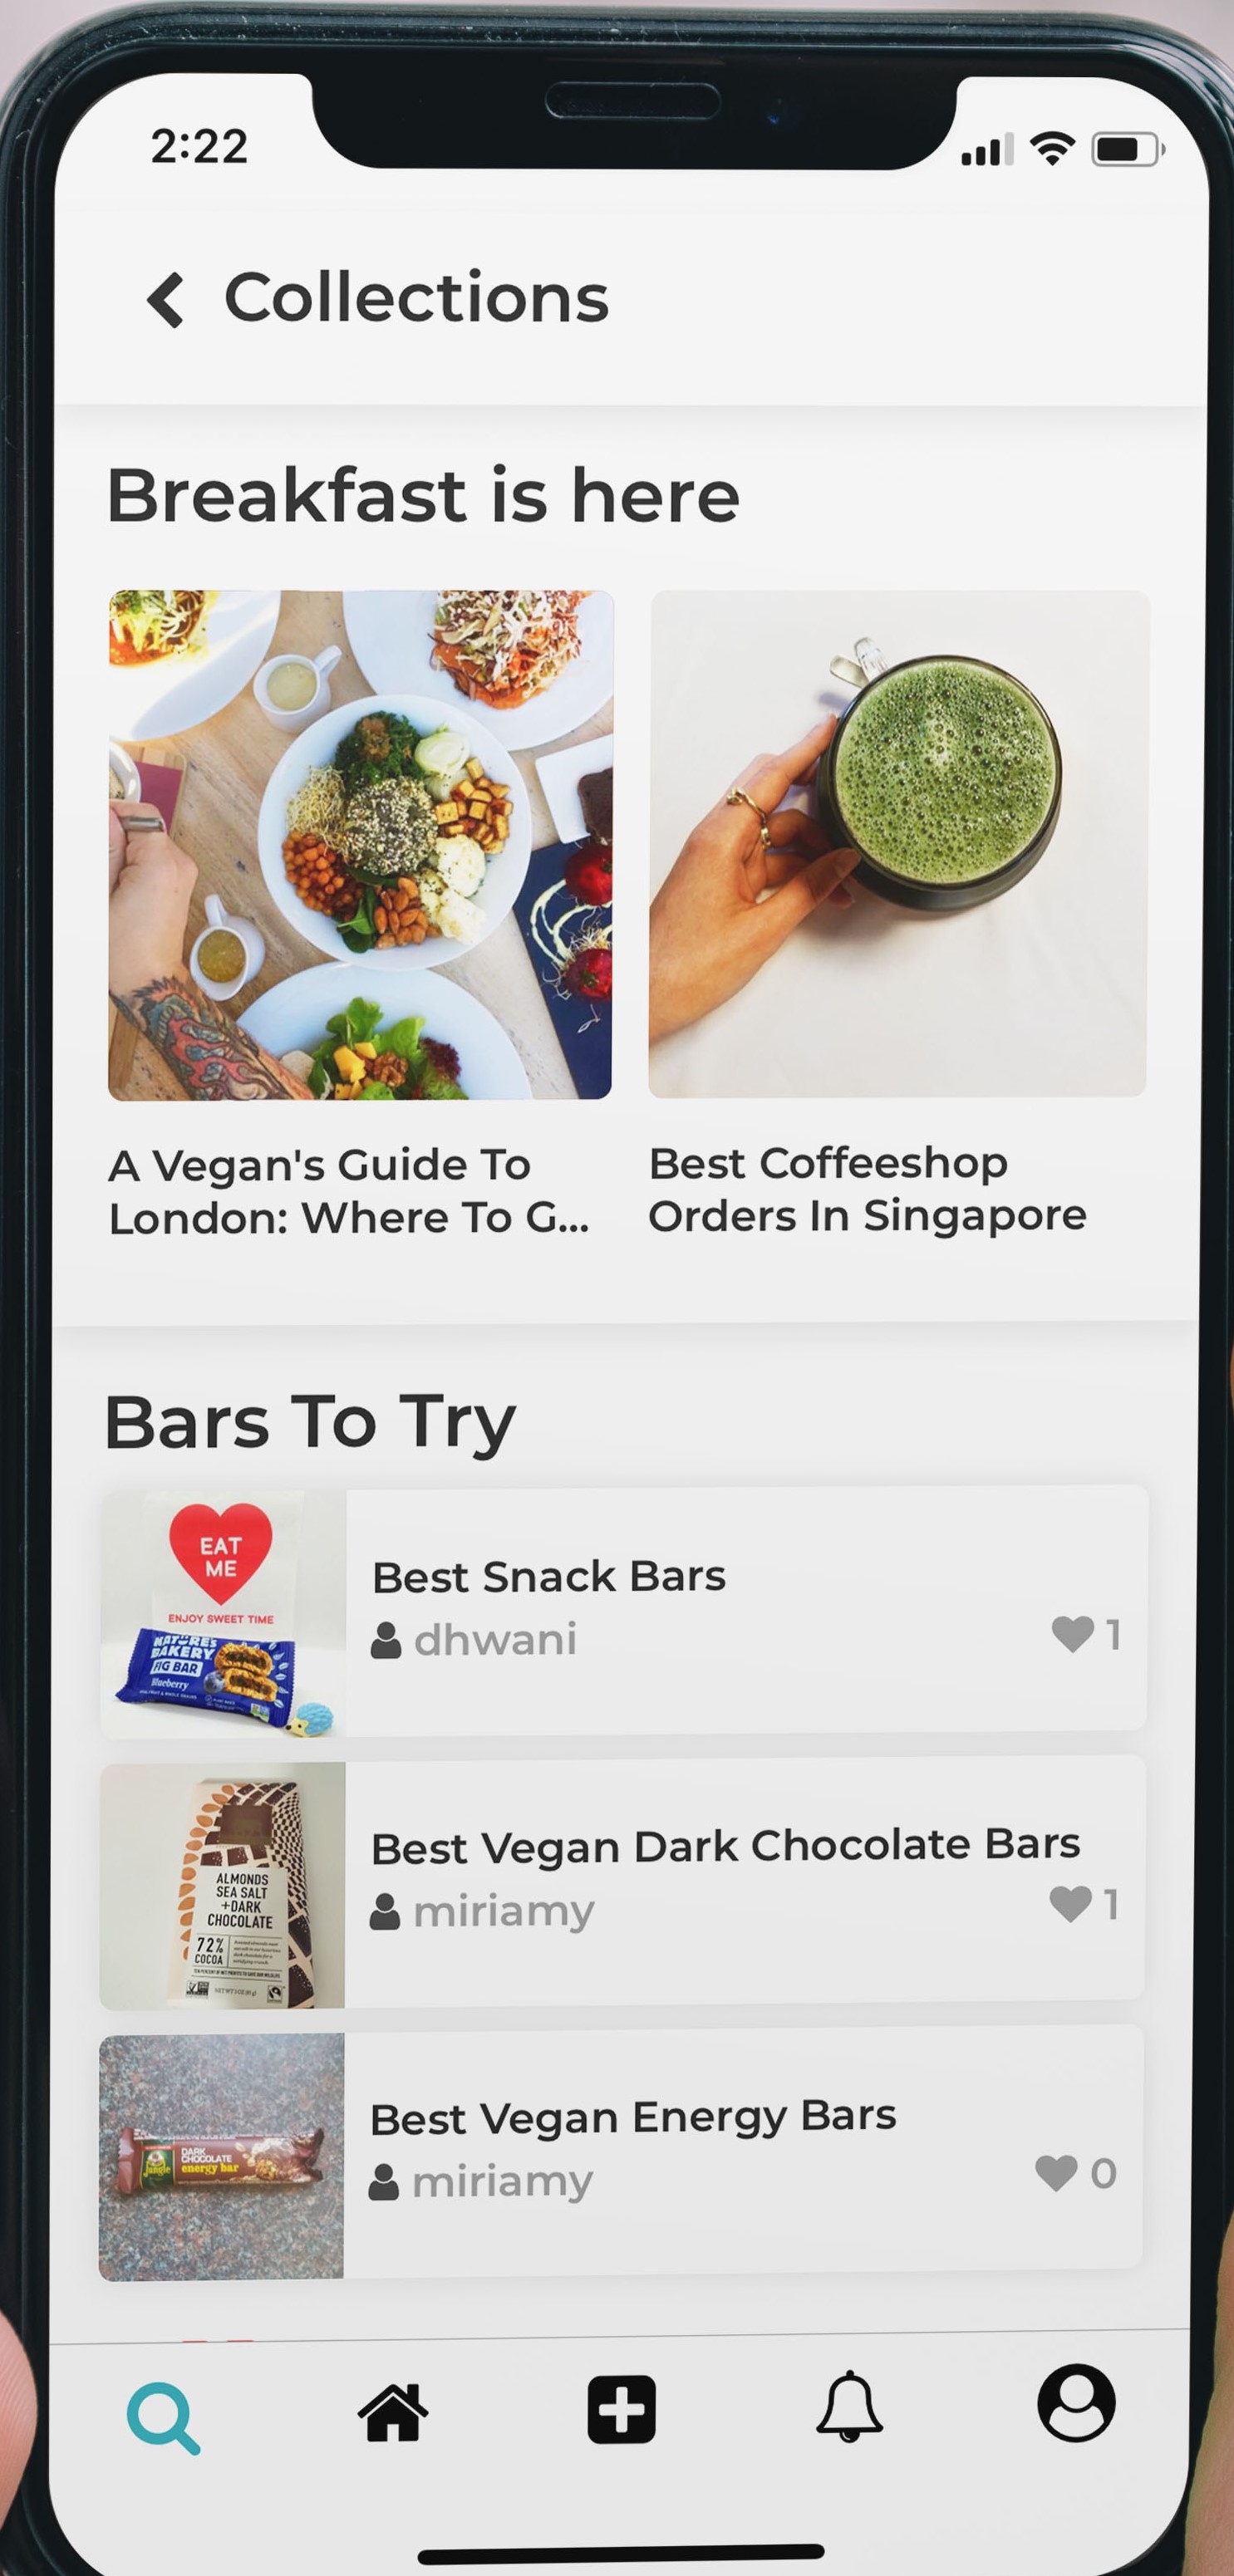 2:22
Collections
Breakfast is here
A Vegan's Guide To
London: Where To G...
Best Coffeeshop
Orders In Singapore
Bars To Try
EAT
ME
ENJOY SWEET TIME
NATURE'S
BAKERY
FIG BAR
Blueberry
Best Snack Bars
dhwani
1
ALMONDS
SEA SALT
+DARK
CHOCOLATE
72%
COCOA
Best Vegan Dark Chocolate Bars
miriamy
1
Jungle
DARK
CHOCOLATE
energy bar
Best Vegan Energy Bars
miriamy
0